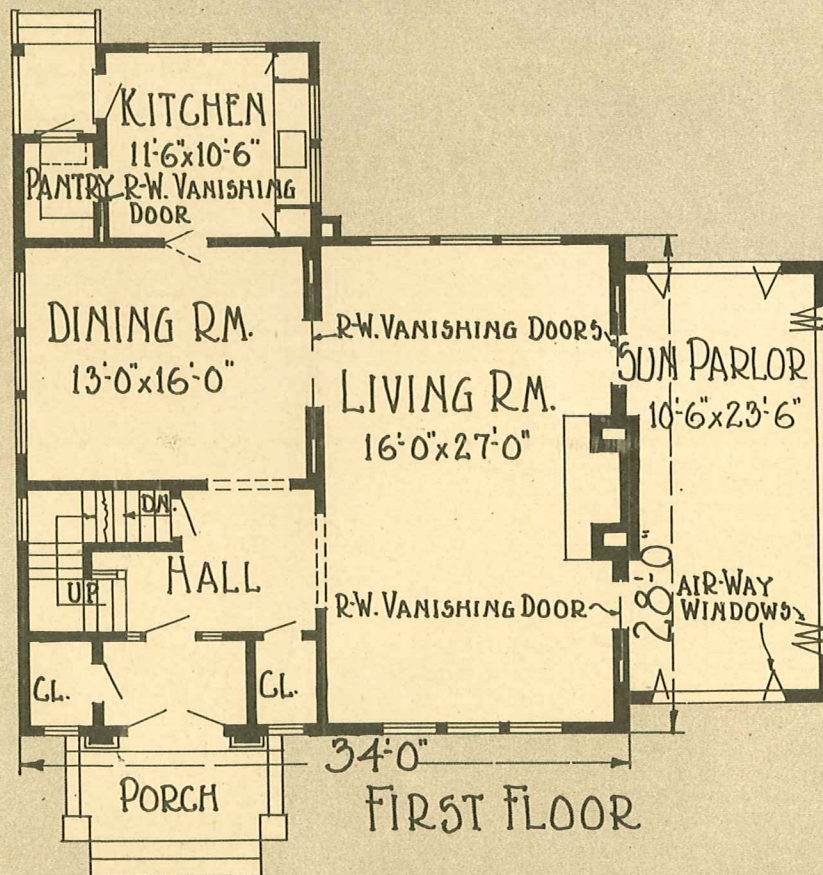 KITCHEN
11'-6"x10'-6"
PANTRY
R-W. VANISHING
DOOR
DINING RM.
13'-0"x16'-0"
R-W. VANISHING DOORS
LIVING RM.
16'-0"x27'-0"
SUN PARLOR
10'-6"x23'-6"
DN.
UP
HALL
R-W. VANISHING DOOR
28'-0"
AIR-WAY
WINDOWS
CL.
CL.
34'-0"
PORCH
FIRST FLOOR